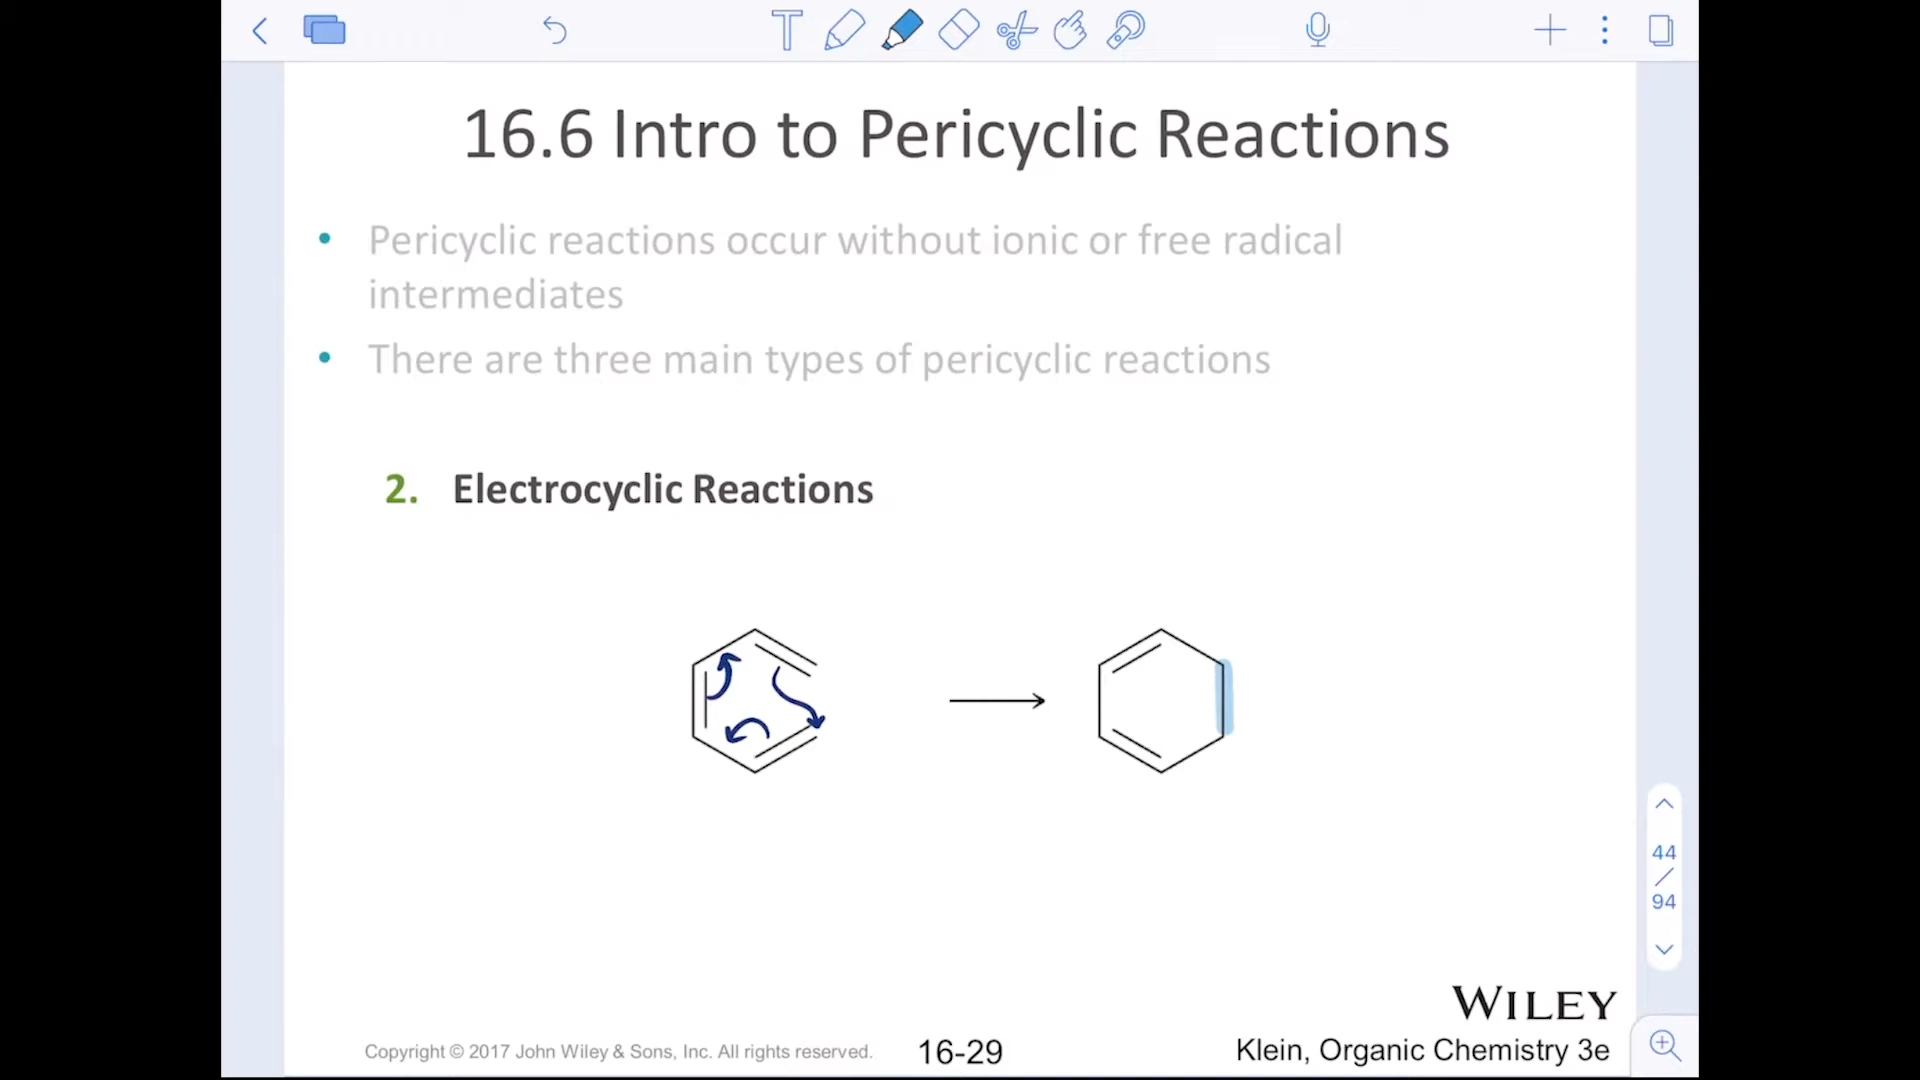 T
16.6 Intro to Pericyclic Reactions
• Pericyclic reactions occur without ionic or free radical
intermediates
• There are three main types of pericyclic reactions
2. Electrocyclic Reactions
44
/
94
WILEY
Copyright © 2017 John Wiley & Sons, Inc. All rights reserved.
16-29
Klein, Organic Chemistry 3e